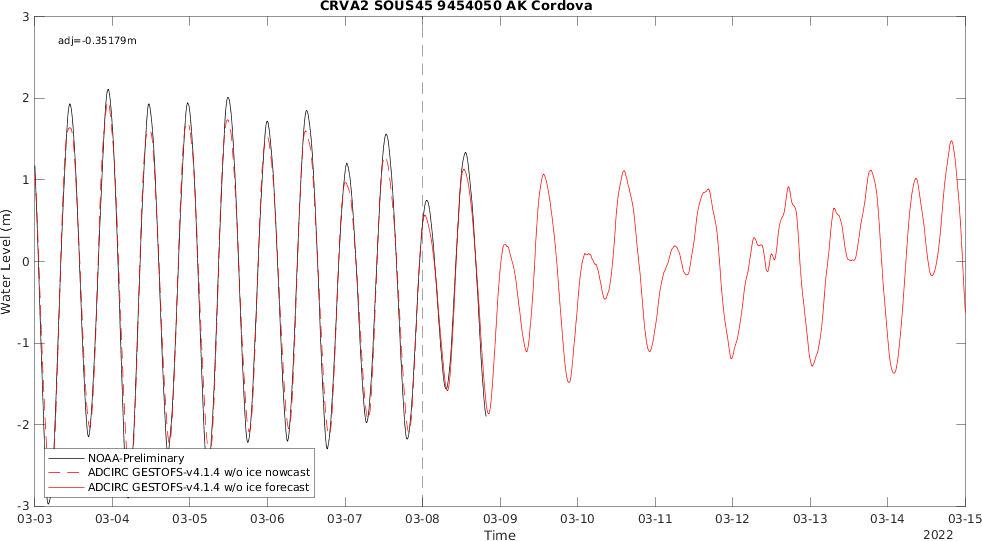 CRVA2 SOUS45 9454050 AK Cordova
adj=-0.35179m
3
2
1
0
-1
-2
-3
Water Level (m)
NOAA-Preliminary
ADCIRC GESTOFS-v4.1.4 w/o ice nowcast
ADCIRC GESTOFS-v4.1.4 w/o ice forecast
03-03 03-04 03-05 03-06 03-07 03-08 03-09 03-10 03-11 03-12 03-13 03-14 03-15
Time
2022